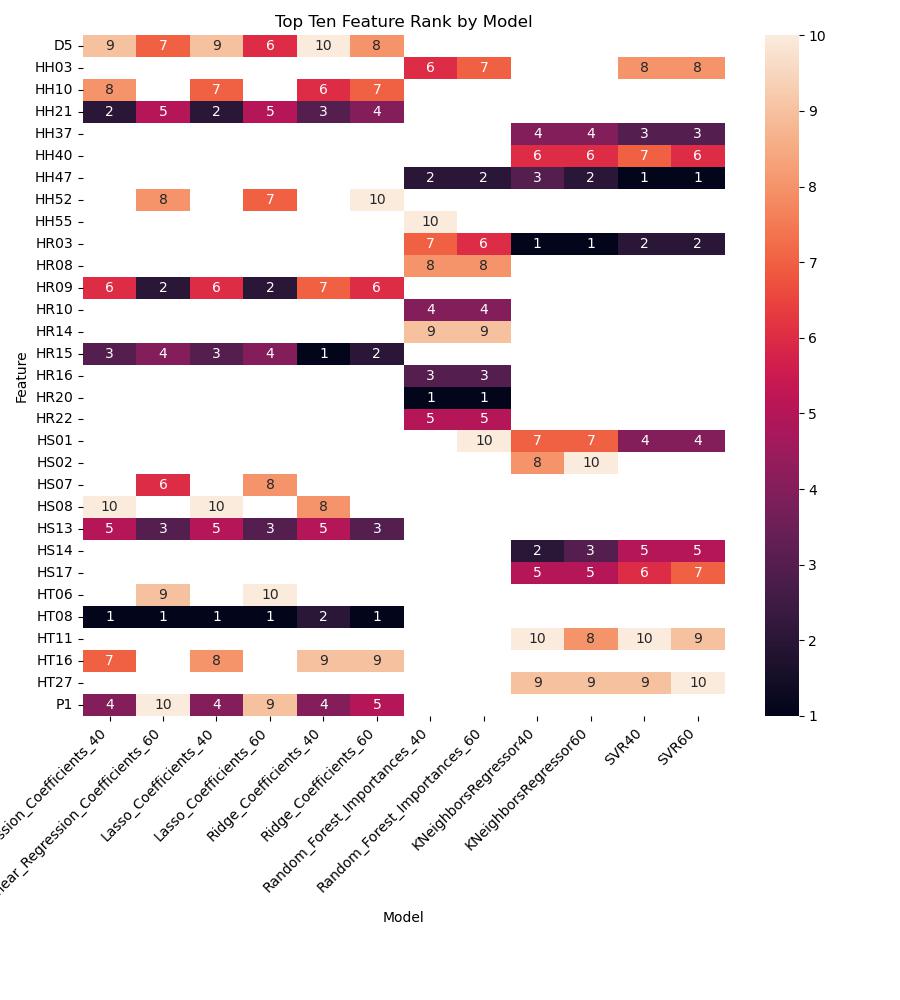 Top Ten Feature Rank by Model
D5 9 7 9 6 10 8
HH03 6 7 8 8
HH10 8 7 6 7
HH21 2 5 2 5 3 4
HH37 4 4 3 3
HH40 6 6 7 6
HH47 2 2 3 2 1 1
HH52 8 7 10
HH55 10
HR03 7 6 1 1 2 2
HR08 8 8
HR09 6 2 6 2 7 6
HR10 4 4
HR14 9 9
HR15 3 4 3 4 1 2
HR16 3 3
HR20 1 1
HR22 5 5
HS01 10 7 7 4 4
HS02 8 10
HS07 6 8
HS08 10 10 8
HS13 5 3 5 3 5 3
HS14 2 3 5 5
HS17 5 5 6 7
HT06 9 10
HT08 1 1 1 1 2 1
HT11 10 8 10 9
HT16 7 8 9 9
HT27 9 9 9 10
P1 4 10 4 9 4 5
Feature
ssion_Coefficients_40
near_Regression_Coefficients_60
Lasso_Coefficients_40
Lasso_Coefficients_60
Ridge_Coefficients_40
Ridge_Coefficients_60
Random_Forest_Importances_40
Random_Forest_Importances_60
KNeighborsRegressor40
KNeighborsRegressor60
SVR40
SVR60
Model
10
9
8
7
6
5
4
3
2
1